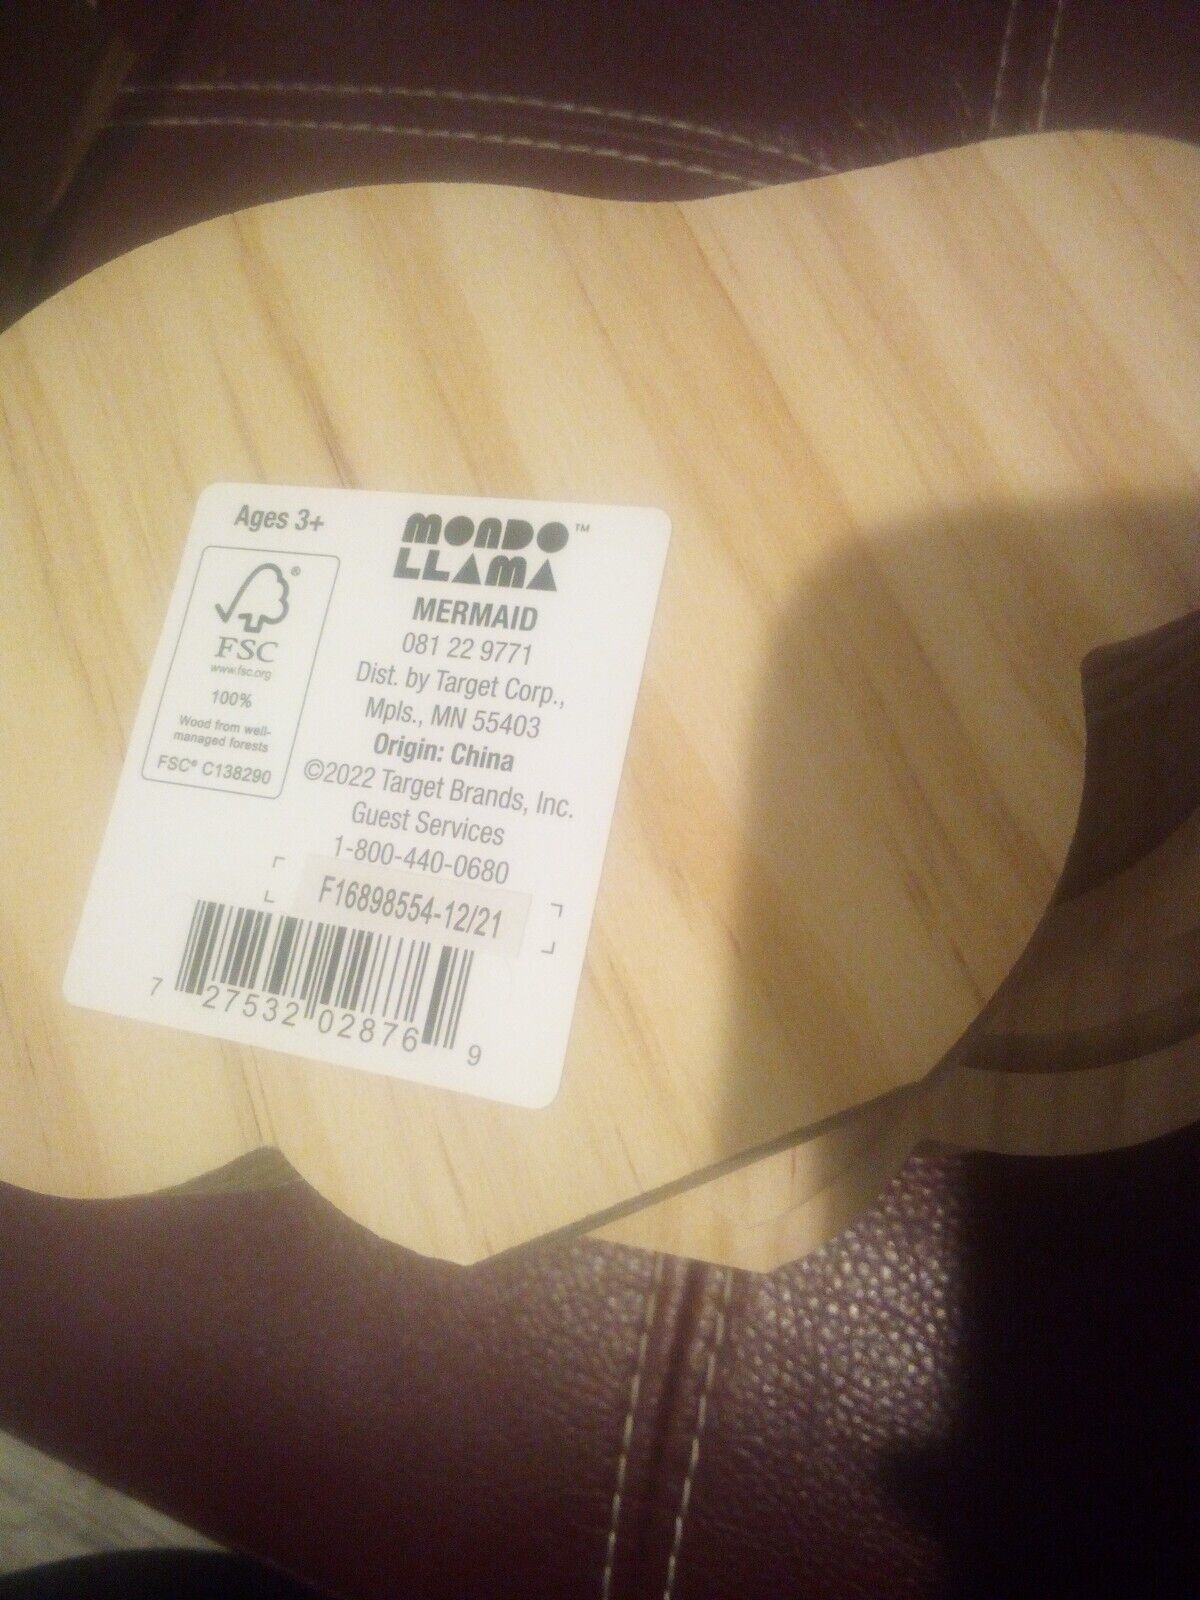 Ages 3+
FSC®
www.fsc.org
100%
Wood from well-
managed forests
FSC® C138290
MONDO™
LLAMA
MERMAID
081 22 9771
Dist. by Target Corp.,
Mpls., MN 55403
Origin: China
©2022 Target Brands, Inc.
Guest Services
1-800-440-0680
F16898554-12/21
7 27532 02876 9